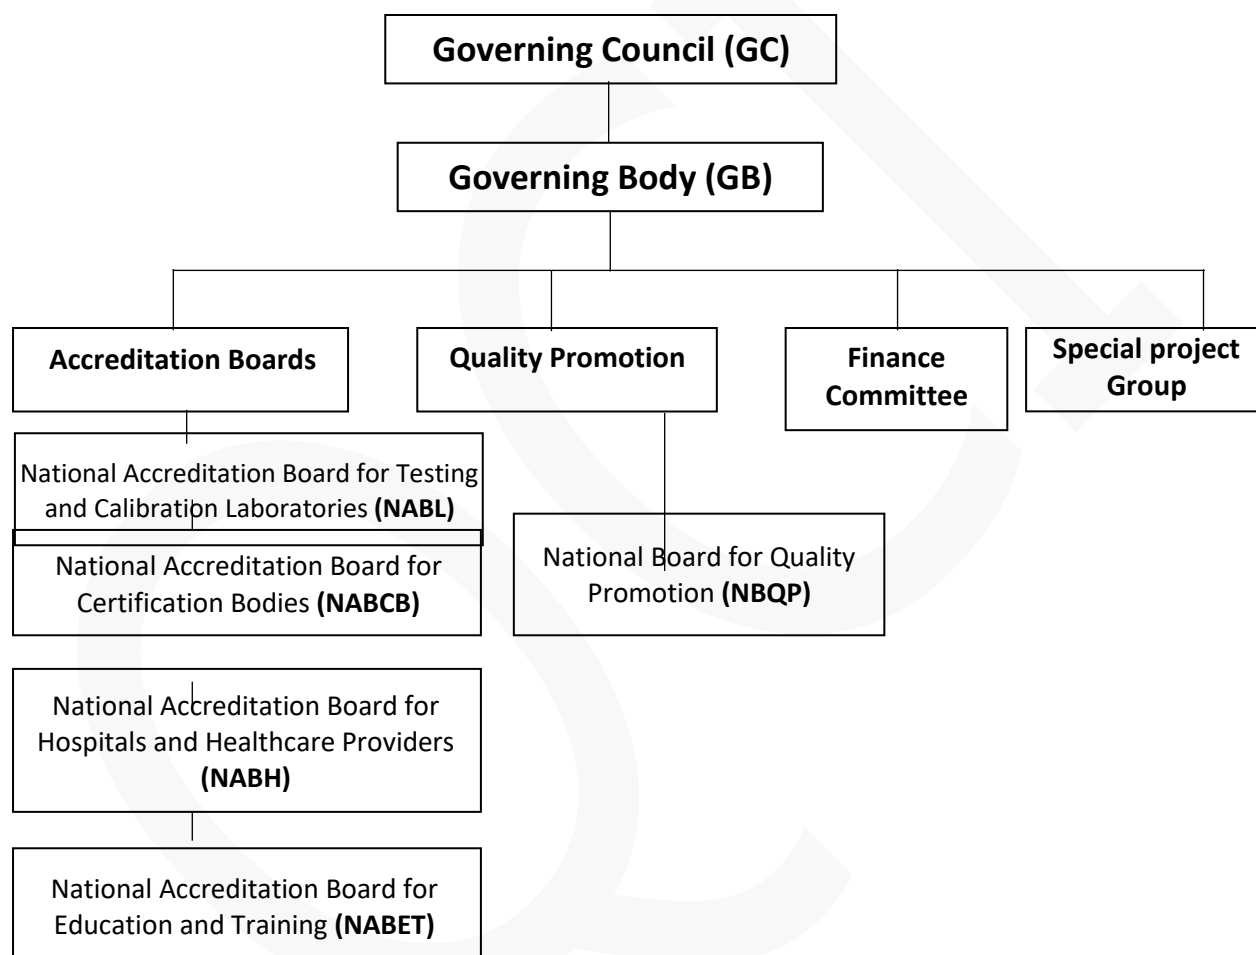 Governing Council (GC)
Governing Body (GB)
Accreditation Boards
Quality Promotion
Finance
Committee
Special project
Group
National Accreditation Board for Testing
and Calibration Laboratories (NABL)
National Accreditation Board for
Certification Bodies (NABCB)
National Board for Quality
Promotion (NBQP)
National Accreditation Board for
Hospitals and Healthcare Providers
(NABH)
National Accreditation Board for
Education and Training (NABET)